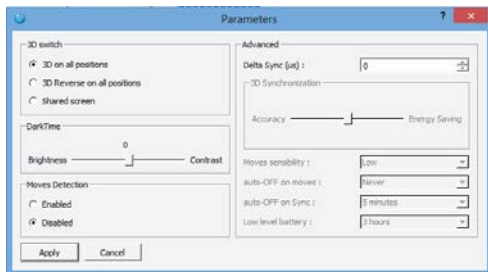 Parameters
?
x
3D switch
3D on all positions
3D Reverse on all positions
Shared screen
DarkTime
0
Brightness
Contrast
Moves Detection
Enabled
Disabled
Apply
Cancel
Advanced
Delta Sync (us) :
0
3D Synchronization
Accuracy
Energy Saving
Moves sensibility :
Low
auto-OFF on moves :
Never
auto-OFF on Sync :
5 minutes
Low level battery :
3 hours